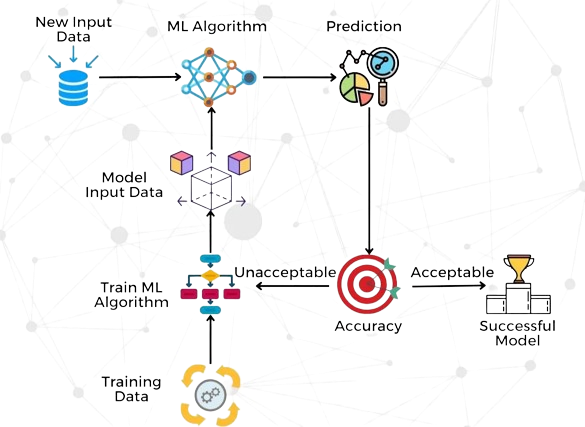 New Input
Data
ML Algorithm
Prediction
Model
Input Data
Train ML
Algorithm
Unacceptable
Acceptable
Accuracy
Successful
Model
Training
Data